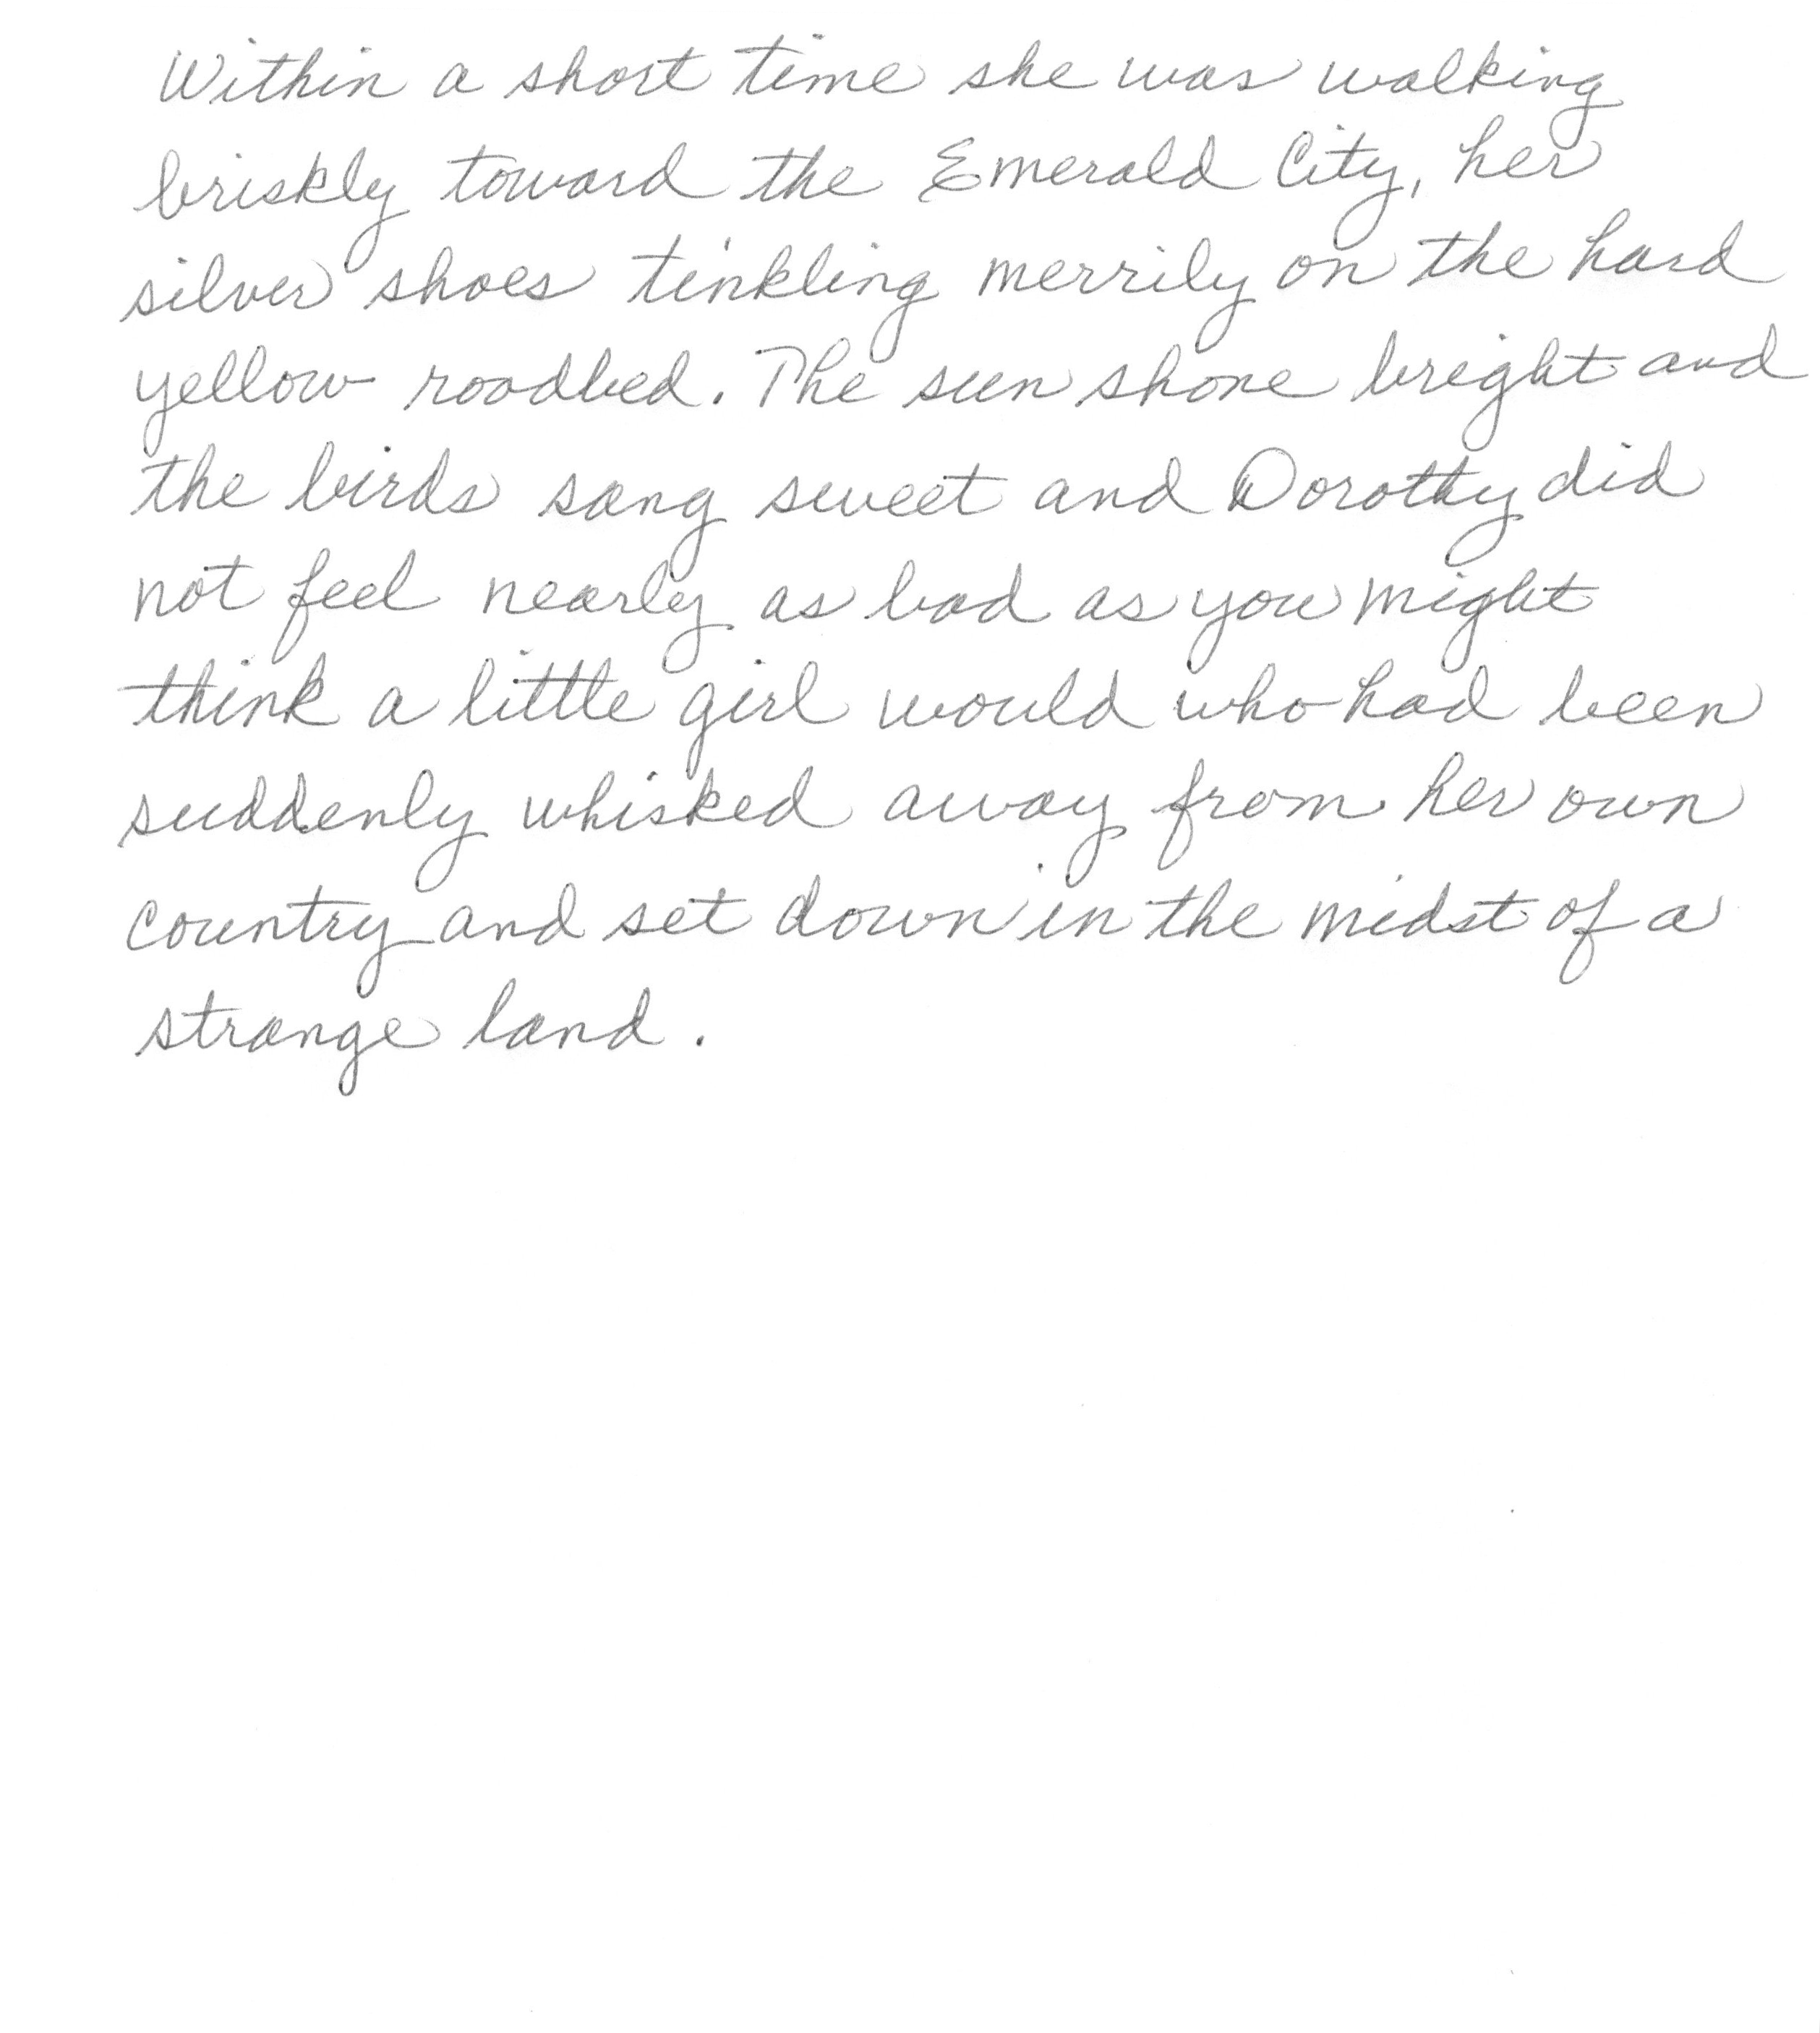 Within a short time she was walking
briskly toward the Emerald City, her
silver shoes tinkling merrily on the hard
yellow roadbed. The sun shone bright and
the birds sang sweet and Dorothy did
not feel nearly as bad as you might
think a little girl would who had been
suddenly whisked away from her own
country and set down in the midst of a
strange land.